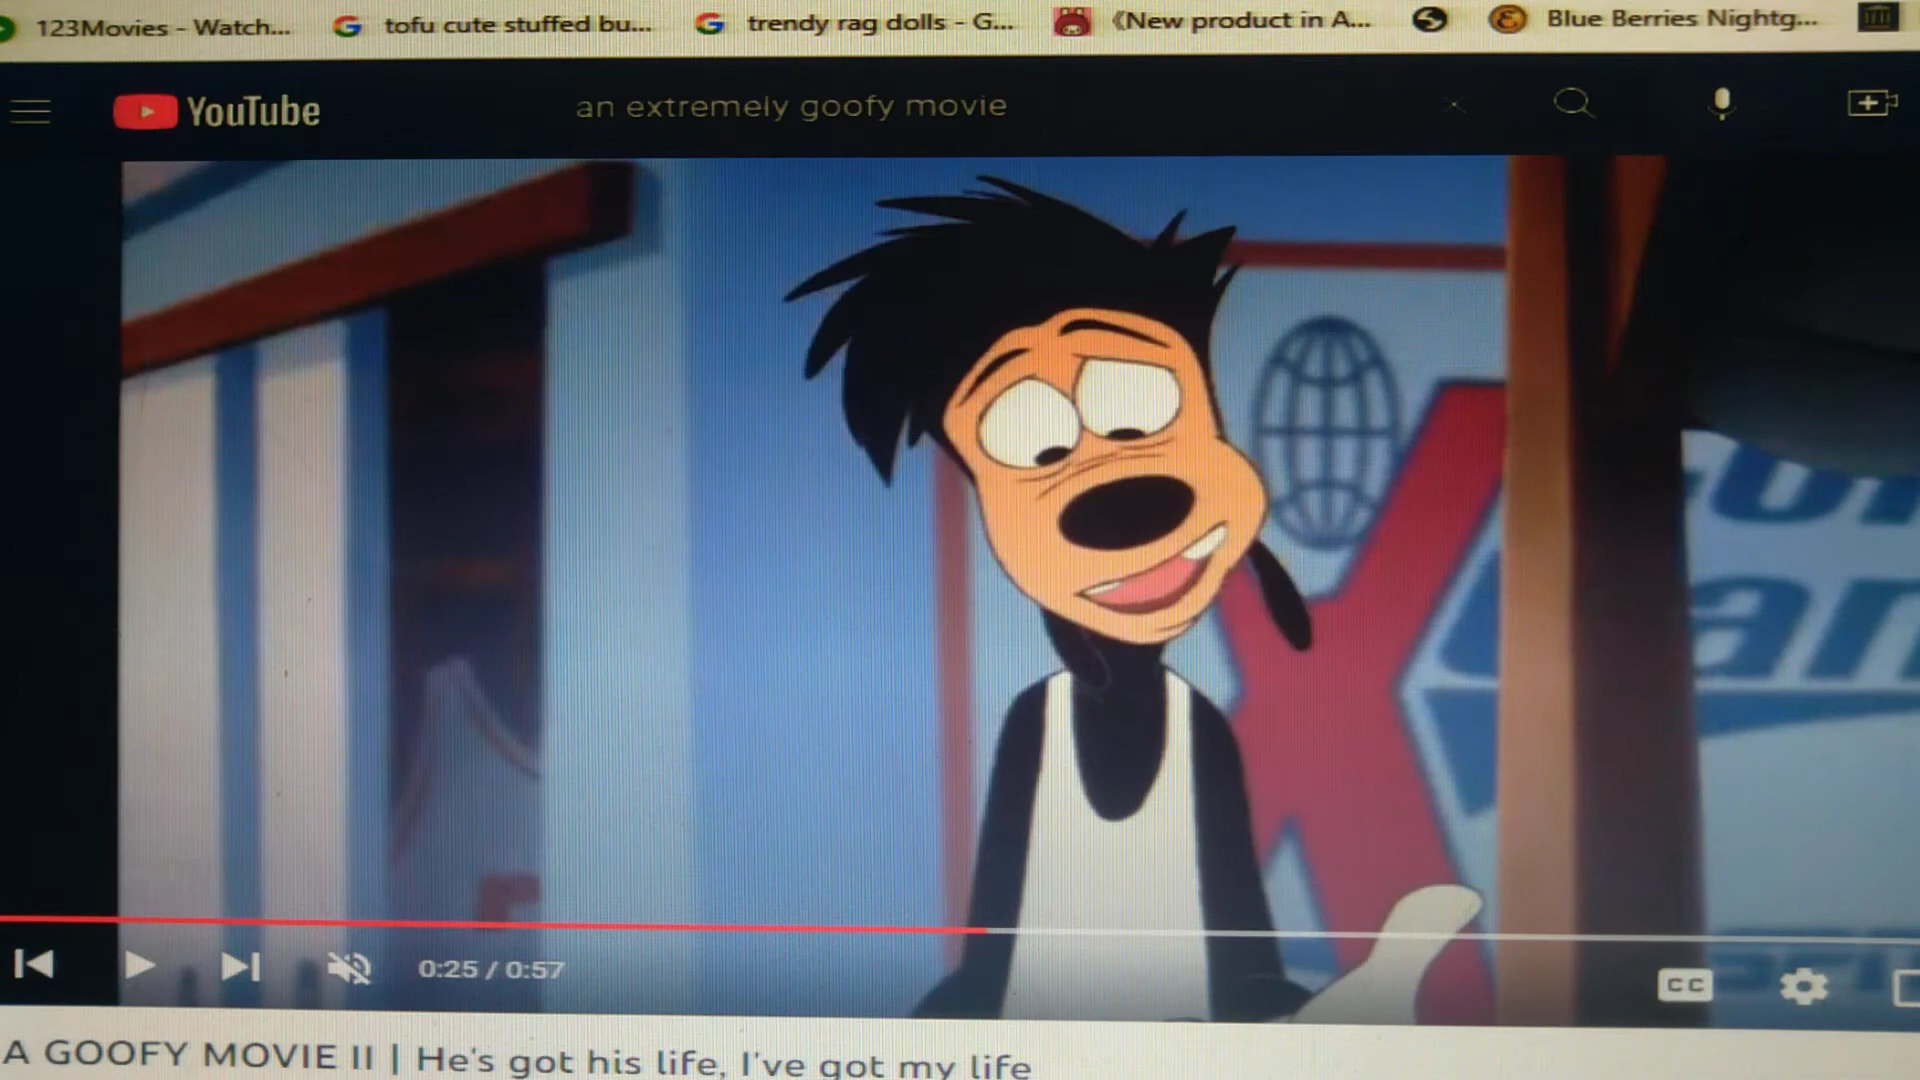 123Movies - Watch...
tofu cute stuffed bu...
trendy rag dolls - G...
《New product in A...
Blue Berries Nightg...
YouTube
an extremely goofy movie
X
0:25 / 0:57
CC
A GOOFY MOVIE II | He's got his life, I've got my life